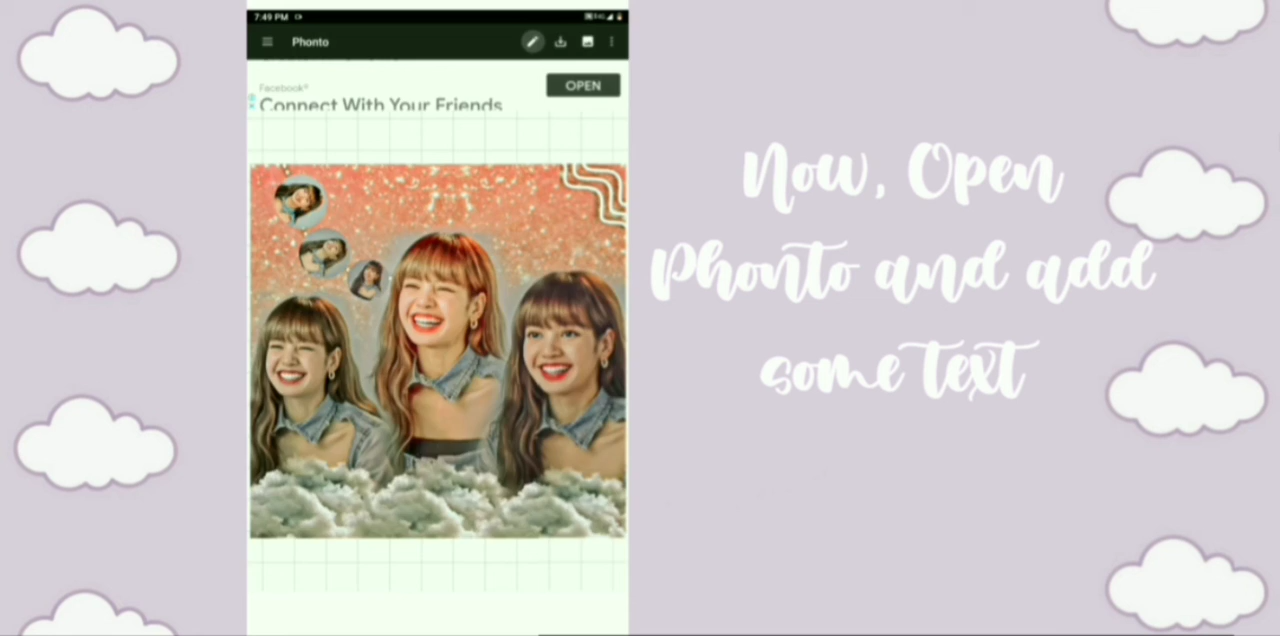 7:49 PM
Phonto
Facebook®
OPEN
Connect With Your Friends
Now, Open
Phonto and add
some text